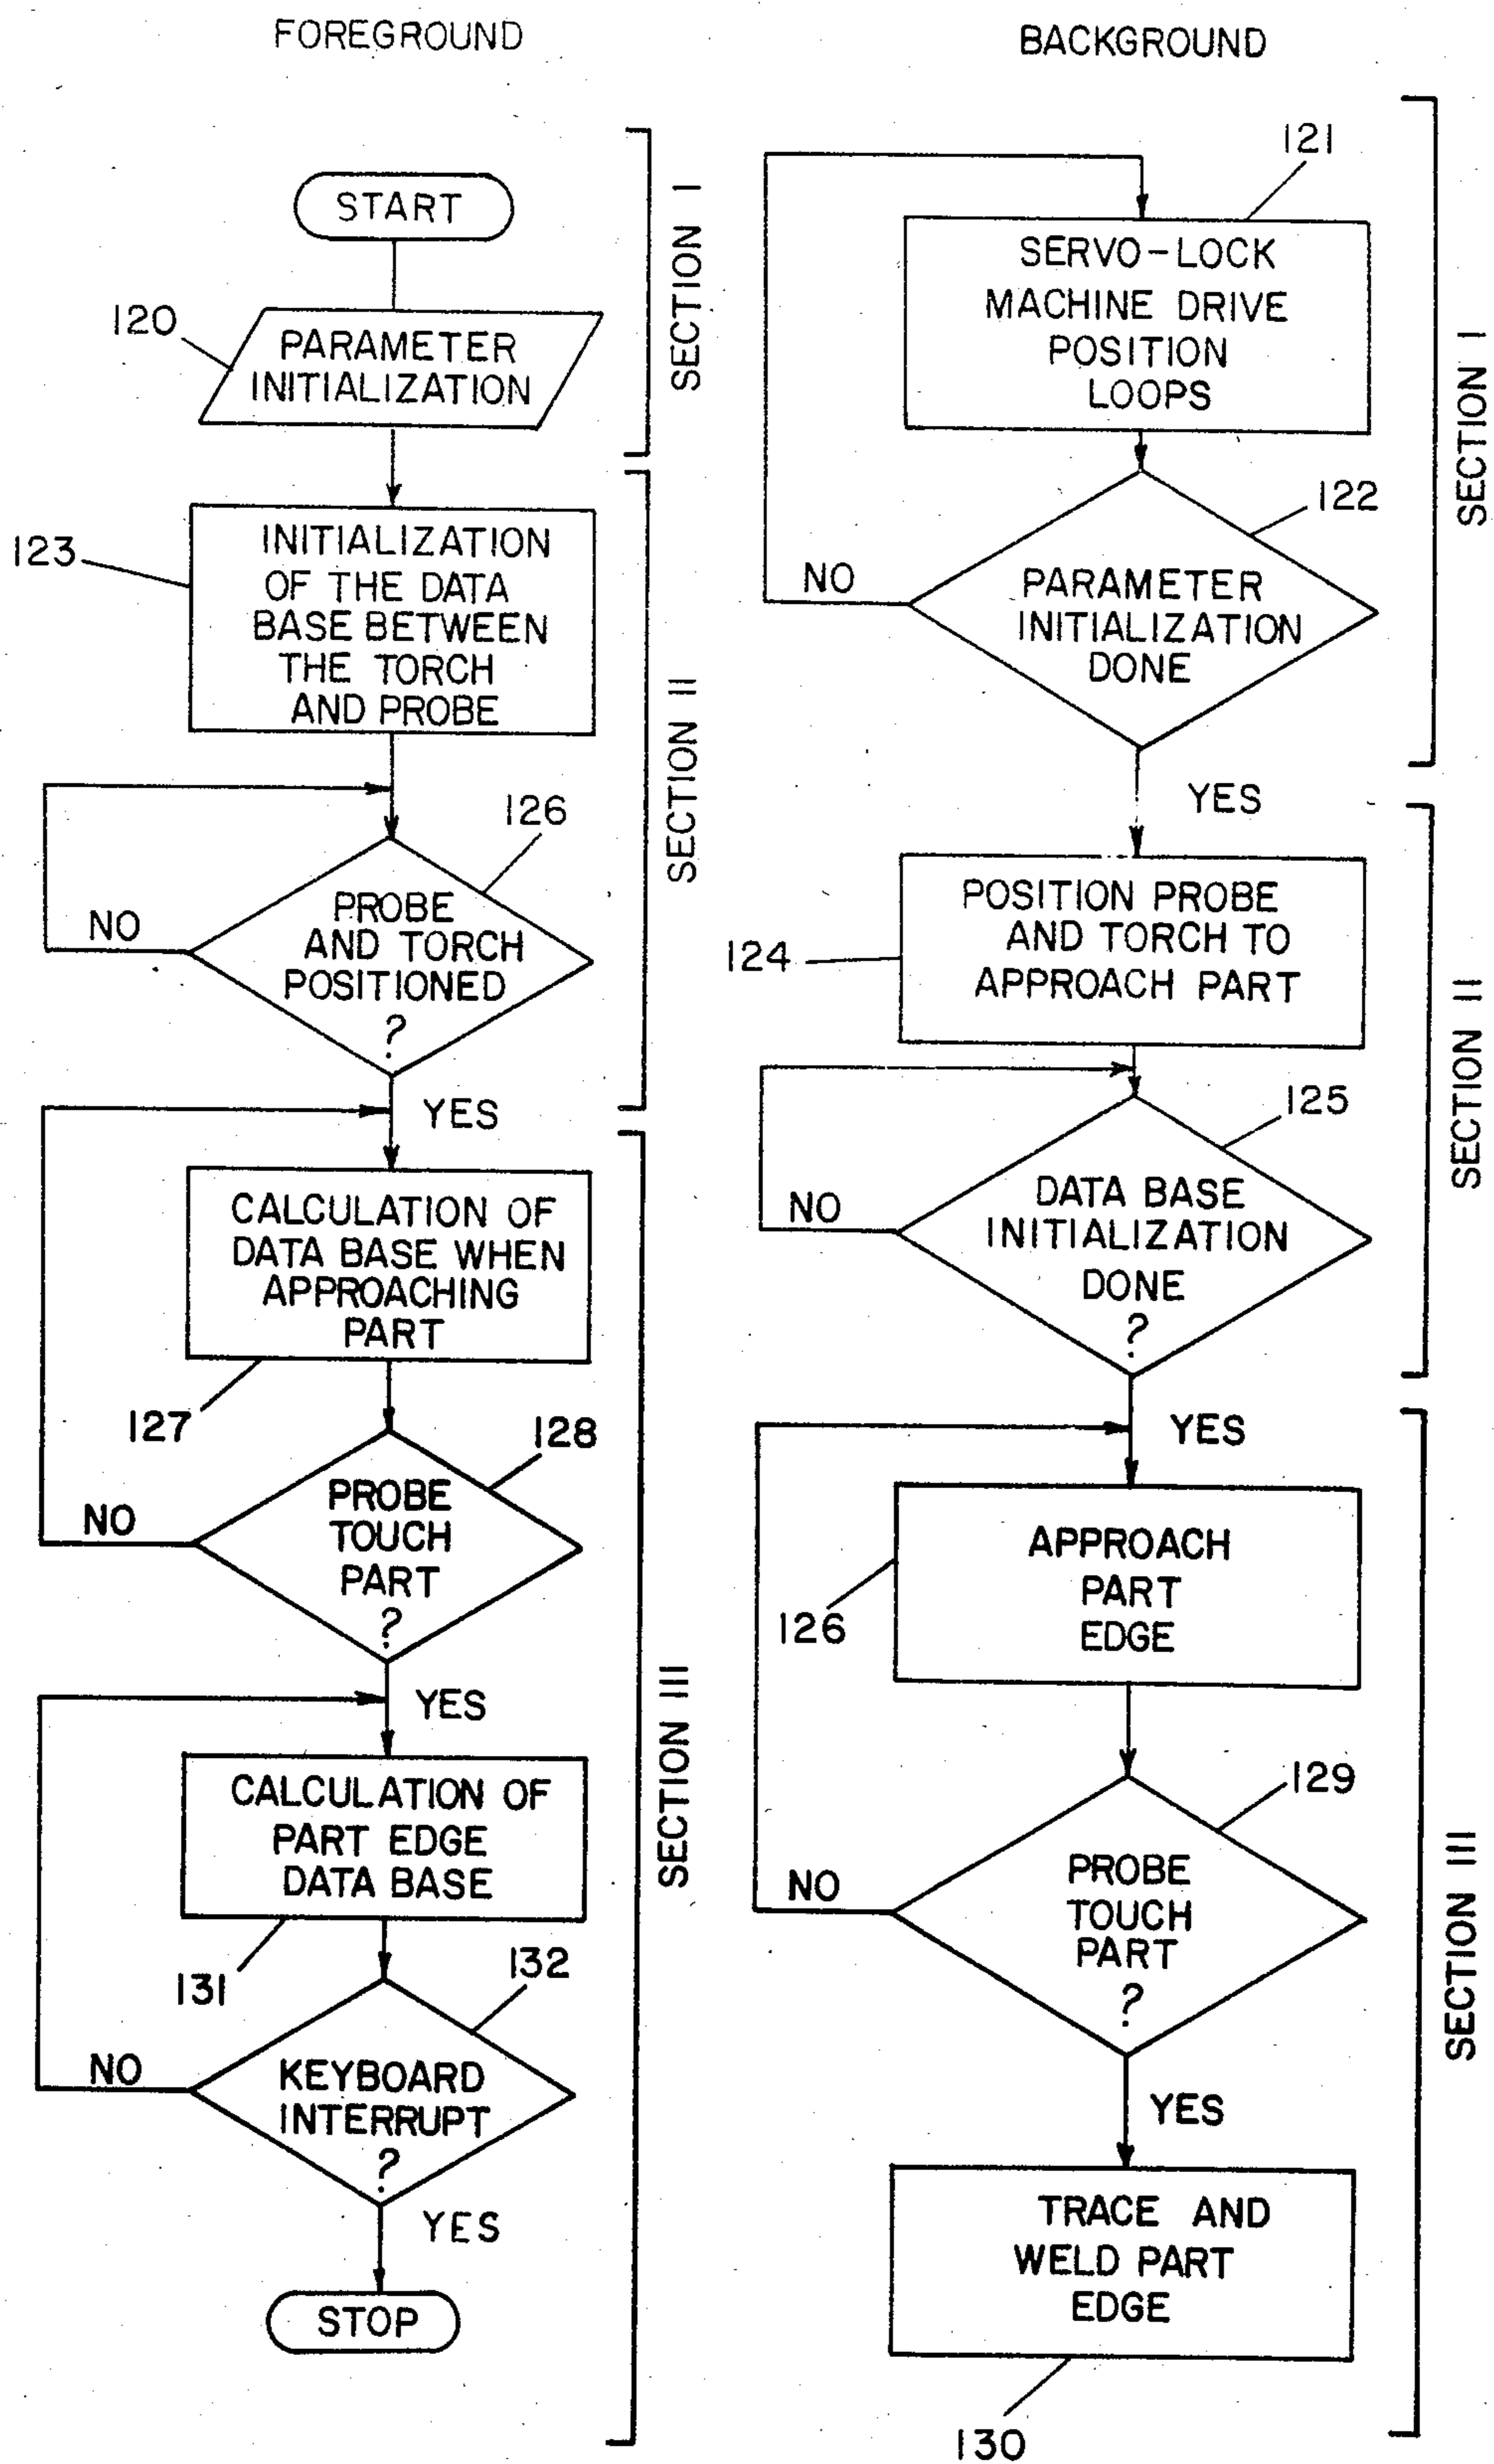 FOREGROUND
START
120
PARAMETER
INITIALIZATION
SECTION I
123
INITIALIZATION
OF THE DATA
BASE BETWEEN
THE TORCH
AND PROBE
126
NO
PROBE
AND TORCH
POSITIONED
?
YES
SECTION II
CALCULATION OF
DATA BASE WHEN
APPROACHING
PART
127
128
NO
PROBE
TOUCH
PART
?
YES
CALCULATION OF
PART EDGE
DATA BASE
131
132
NO
KEYBOARD
INTERRUPT
?
YES
STOP
SECTION III
BACKGROUND
121
SERVO-LOCK
MACHINE DRIVE
POSITION
LOOPS
122
NO
PARAMETER
INITIALIZATION
DONE
YES
SECTION I
124
POSITION PROBE
AND TORCH TO
APPROACH PART
125
NO
DATA BASE
INITIALIZATION
DONE
?
YES
SECTION II
126
APPROACH
PART
EDGE
129
NO
PROBE
TOUCH
PART
?
YES
TRACE AND
WELD PART
EDGE
130
SECTION III